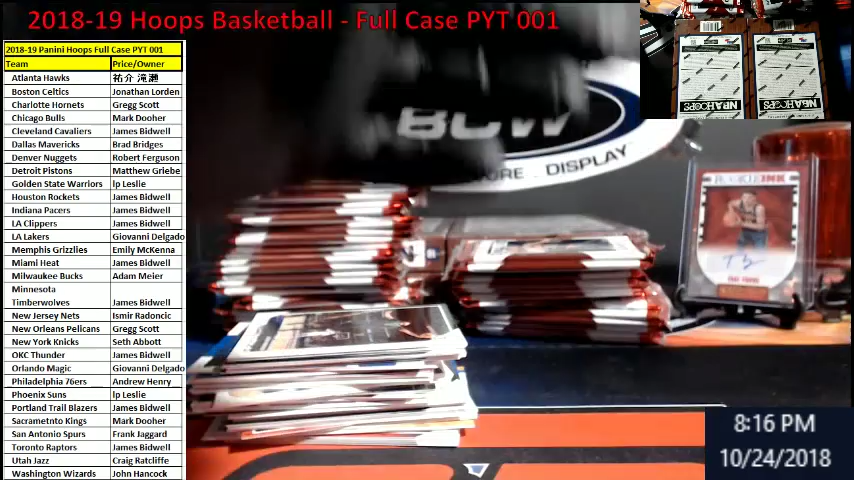 2018-19 Hoops Basketball - Full Case PYT 001
2018-19 Panini Hoops Full Case PYT 001
Team Price/Owner
Atlanta Hawks 祐介 滝瀬
Boston Celtics Jonathan Lorden
Charlotte Hornets Gregg Scott
Chicago Bulls Mark Dooher
Cleveland Cavaliers James Bidwell
Dallas Mavericks Brad Bridges
Denver Nuggets Robert Ferguson
Detroit Pistons Matthew Griebe
Golden State Warriors lp Leslie
Houston Rockets James Bidwell
Indiana Pacers James Bidwell
LA Clippers James Bidwell
LA Lakers Giovanni Delgado
Memphis Grizzlies Emily McKenna
Miami Heat James Bidwell
Milwaukee Bucks Adam Meier
Minnesota
Timberwolves James Bidwell
New Jersey Nets Ismir Radoncic
New Orleans Pelicans Gregg Scott
New York Knicks Seth Abbott
OKC Thunder James Bidwell
Orlando Magic Giovanni Delgado
Philadelphia 76ers Andrew Henry
Phoenix Suns lp Leslie
Portland Trail Blazers James Bidwell
Sacrametnto Kings Mark Dooher
San Antonio Spurs Frank Jaggard
Toronto Raptors James Bidwell
Utah Jazz Craig Ratcliffe
Washington Wizards John Hancock
BCW
DISPLAY
NBA HOOPS
NBA HOOPS
8:16 PM
10/24/2018